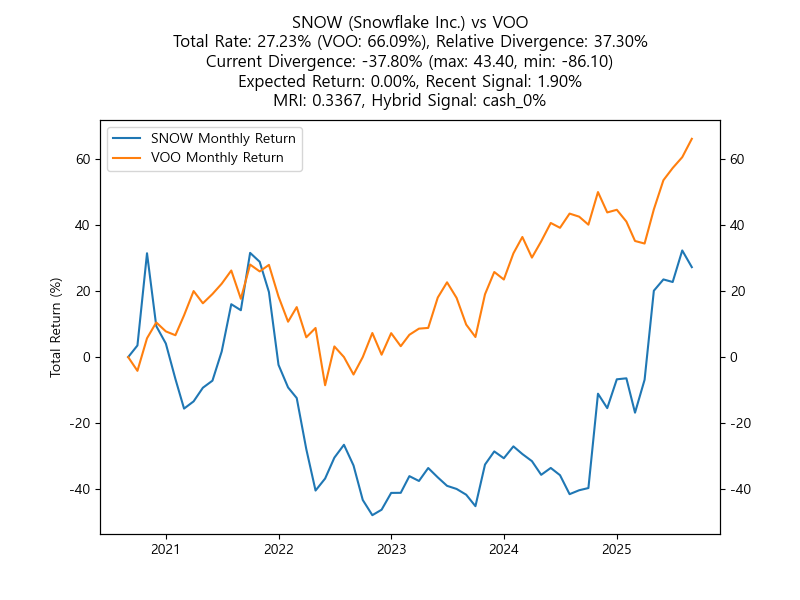 SNOW (Snowflake Inc.) vs VOO
Total Rate: 27.23% (VOO: 66.09%), Relative Divergence: 37.30%
Current Divergence: -37.80% (max: 43.40, min: -86.10)
Expected Return: 0.00%, Recent Signal: 1.90%
MRI: 0.3367, Hybrid Signal: cash_0%
SNOW Monthly Return
VOO Monthly Return
Total Return (%)
60
40
20
0
-20
-40
60
40
20
0
-20
-40
2021
2022
2023
2024
2025